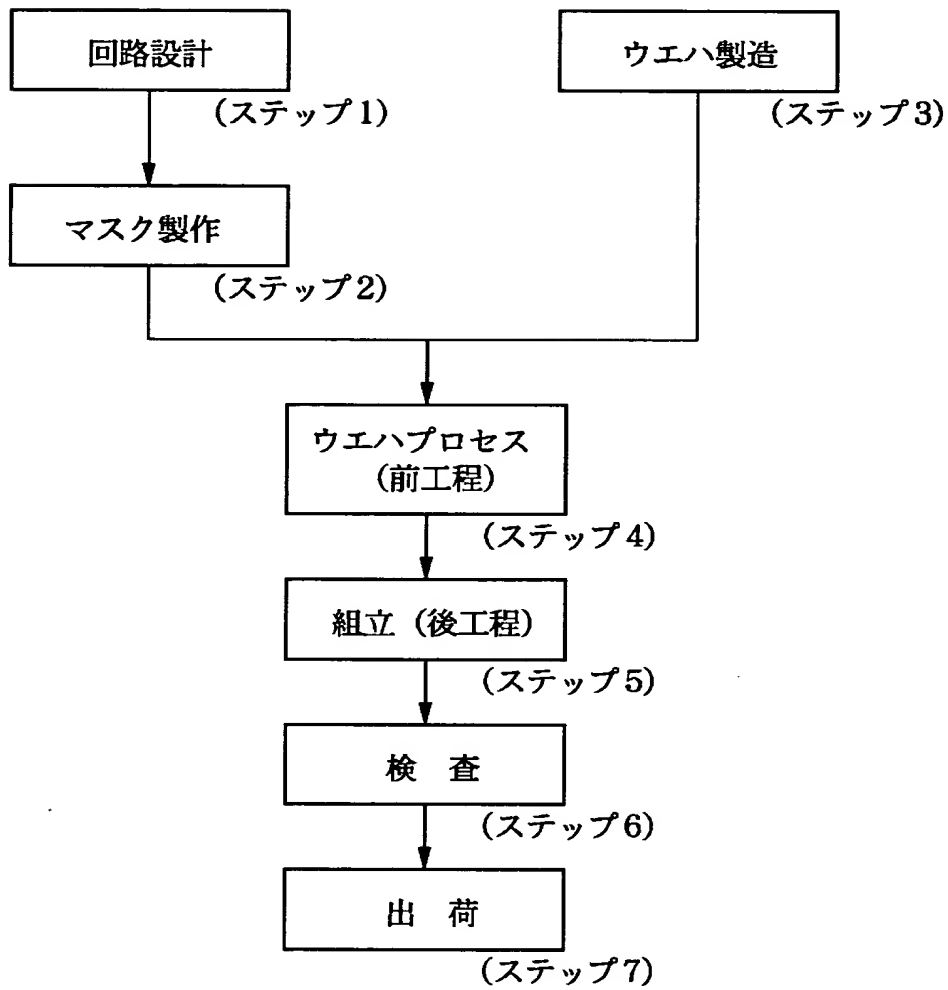 回路設計
(ステップ1)
マスク製作
(ステップ2)
ウエハ製造
(ステップ3)
ウエハプロセス
(前工程)
(ステップ4)
組立(後工程)
(ステップ5)
検 査
(ステップ6)
出 荷
(ステップ7)